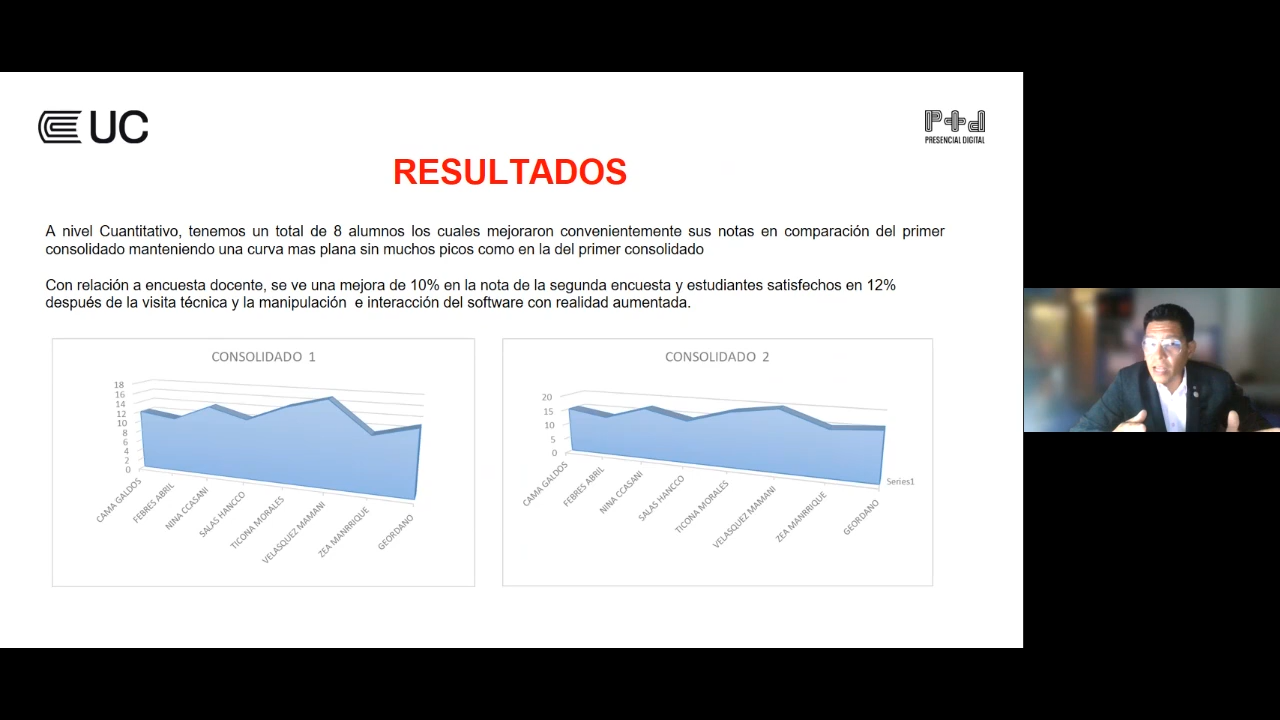 UC
P+d
PRESENCIAL DIGITAL
RESULTADOS
A nivel Cuantitativo, tenemos un total de 8 alumnos los cuales mejoraron convenientemente sus notas en comparación del primer
consolidado manteniendo una curva mas plana sin muchos picos como en la del primer consolidado
Con relación a encuesta docente, se ve una mejora de 10% en la nota de la segunda encuesta y estudiantes satisfechos en 12%
después de la visita técnica y la manipulación e interacción del software con realidad aumentada.
CONSOLIDADO 1
18
16
14
12
10
8
6
4
2
0
CAMA GALDOS
FEBRES ABRIL
NINA CCASANI
SALAS HANCCO
TICONA MORALES
VELASQUEZ MAMANI
ZEA MANRRIQUE
GEORDANO
CONSOLIDADO 2
20
15
10
5
0
CAMA GALDOS
FEBRES ABRIL
NINA CCASANI
SALAS HANCCO
TICONA MORALES
VELASQUEZ MAMANI
ZEA MANRRIQUE
GEORDANO
Series1